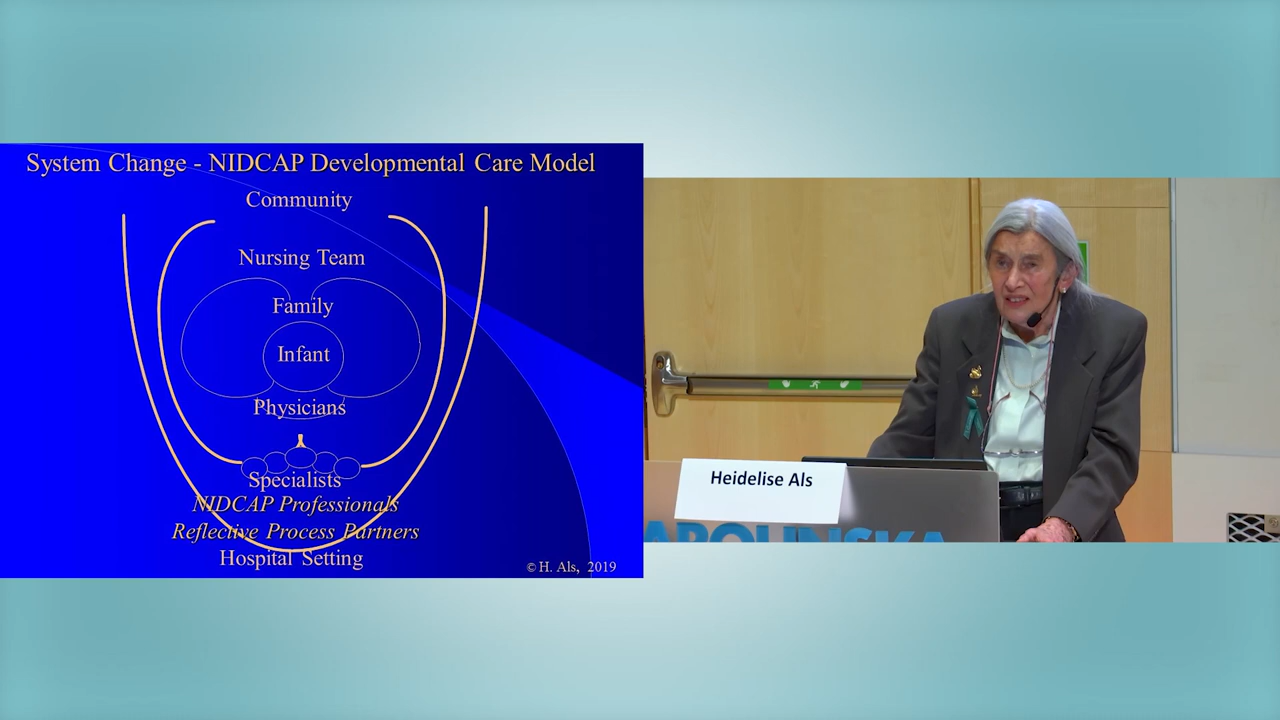 System Change - NIDCAP Developmental Care Model
Community
Nursing Team
Family
Infant
Physicians
Specialists
NIDCAP Professionals
Reflective Process Partners
Hospital Setting
© H. Als, 2019
Heidelise Als
AROLINSKA